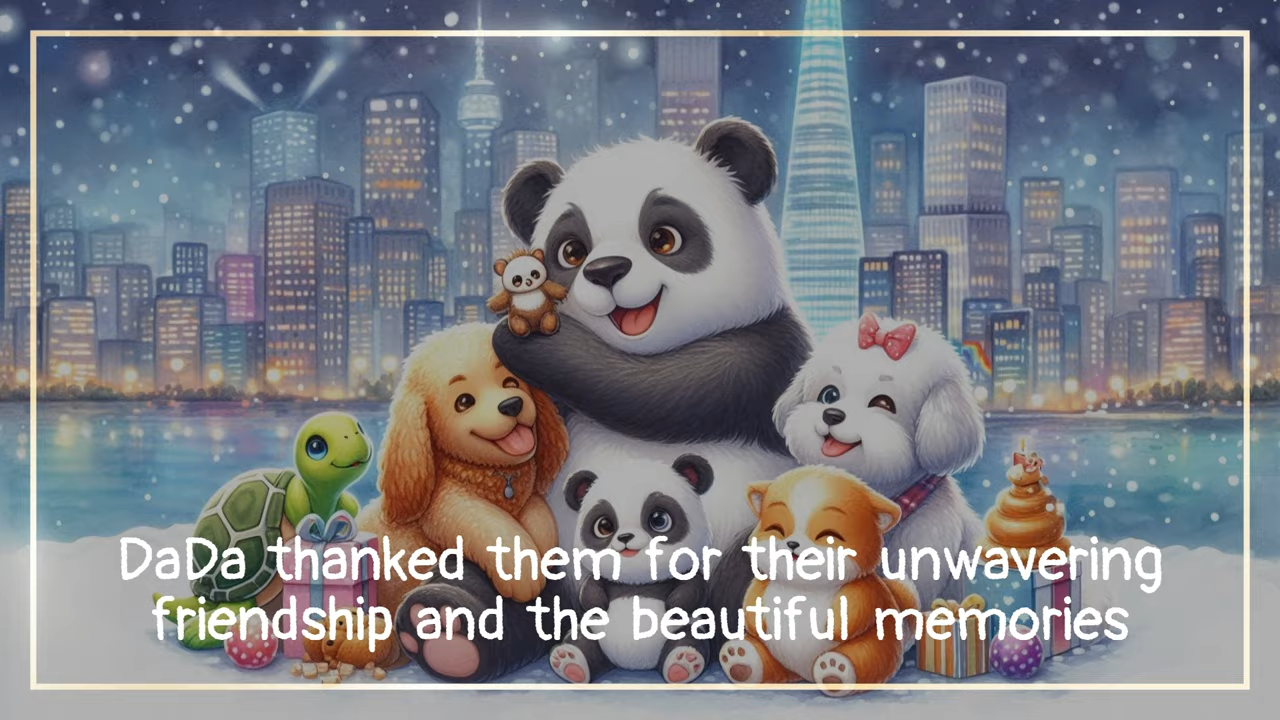 DaDa thanked them for their unwavering
friendship and the beautiful memories